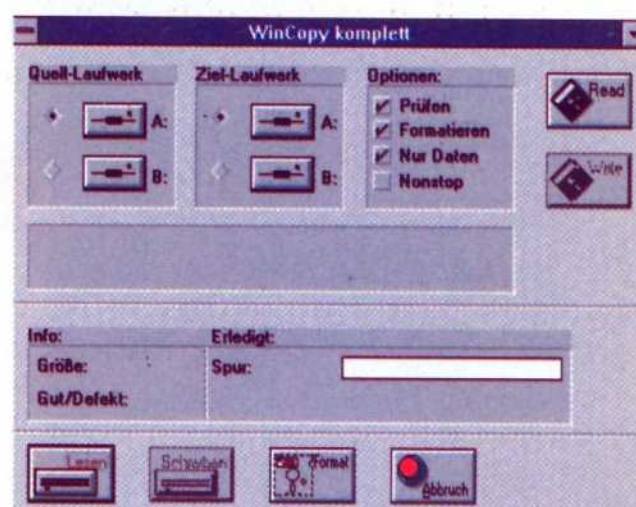 WinCopy komplett
Quell-Laufwerk
Ziel-Laufwerk
Optionen:
A:
B:
A:
B:
Prüfen
Formatieren
Nur Daten
Nonstop
Read
Write
Info:
Erledigt:
Größe:
Spur:
Gut/Defekt:
Lesen
Schreiben
Format
Abbruch